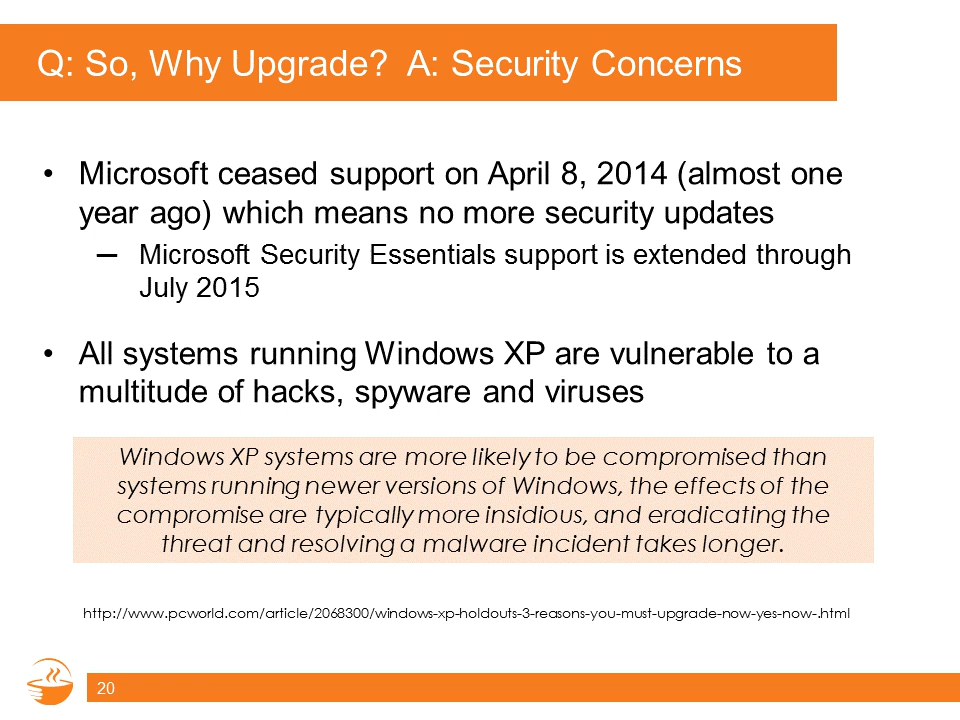 Q: So, Why Upgrade?  A: Security Concerns
• Microsoft ceased support on April 8, 2014 (almost one
year ago) which means no more security updates
─ Microsoft Security Essentials support is extended through
July 2015
• All systems running Windows XP are vulnerable to a
multitude of hacks, spyware and viruses
Windows XP systems are more likely to be compromised than
systems running newer versions of Windows, the effects of the
compromise are typically more insidious, and eradicating the
threat and resolving a malware incident takes longer.
http://www.pcworld.com/article/2068300/windows-xp-holdouts-3-reasons-you-must-upgrade-now-yes-now-.html
20